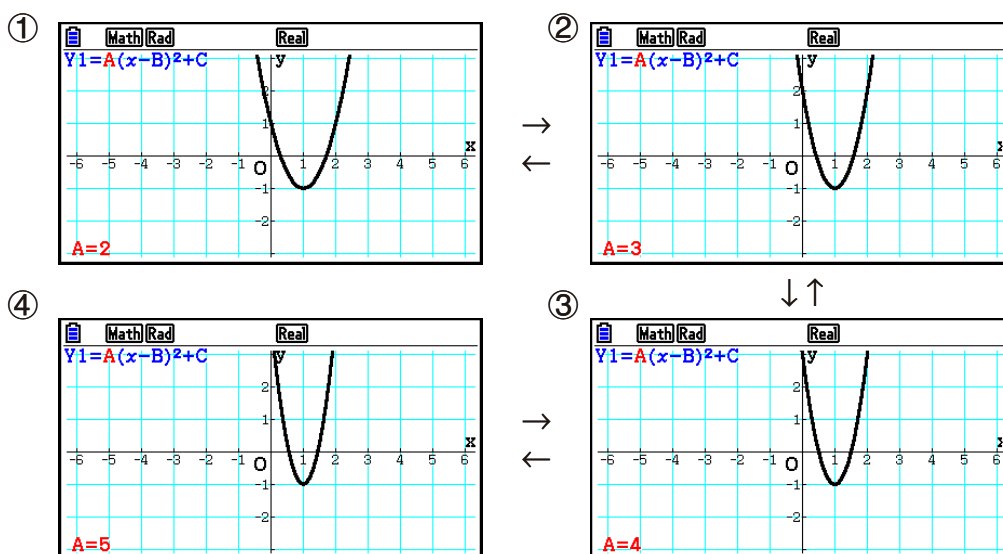 ①
Math Rad Real
Y1=A(x-B)²+C
y
2
1
x
-6 -5 -4 -3 -2 -1 O 1 2 3 4 5 6
-1
-2
A=2
→
←
②
Math Rad Real
Y1=A(x-B)²+C
y
2
1
x
-6 -5 -4 -3 -2 -1 O 1 2 3 4 5 6
-1
-2
A=3
↓↑
④
Math Rad Real
Y1=A(x-B)²+C
y
2
1
x
-6 -5 -4 -3 -2 -1 O 1 2 3 4 5 6
-1
-2
A=5
→
←
③
Math Rad Real
Y1=A(x-B)²+C
y
2
1
x
-6 -5 -4 -3 -2 -1 O 1 2 3 4 5 6
-1
-2
A=4